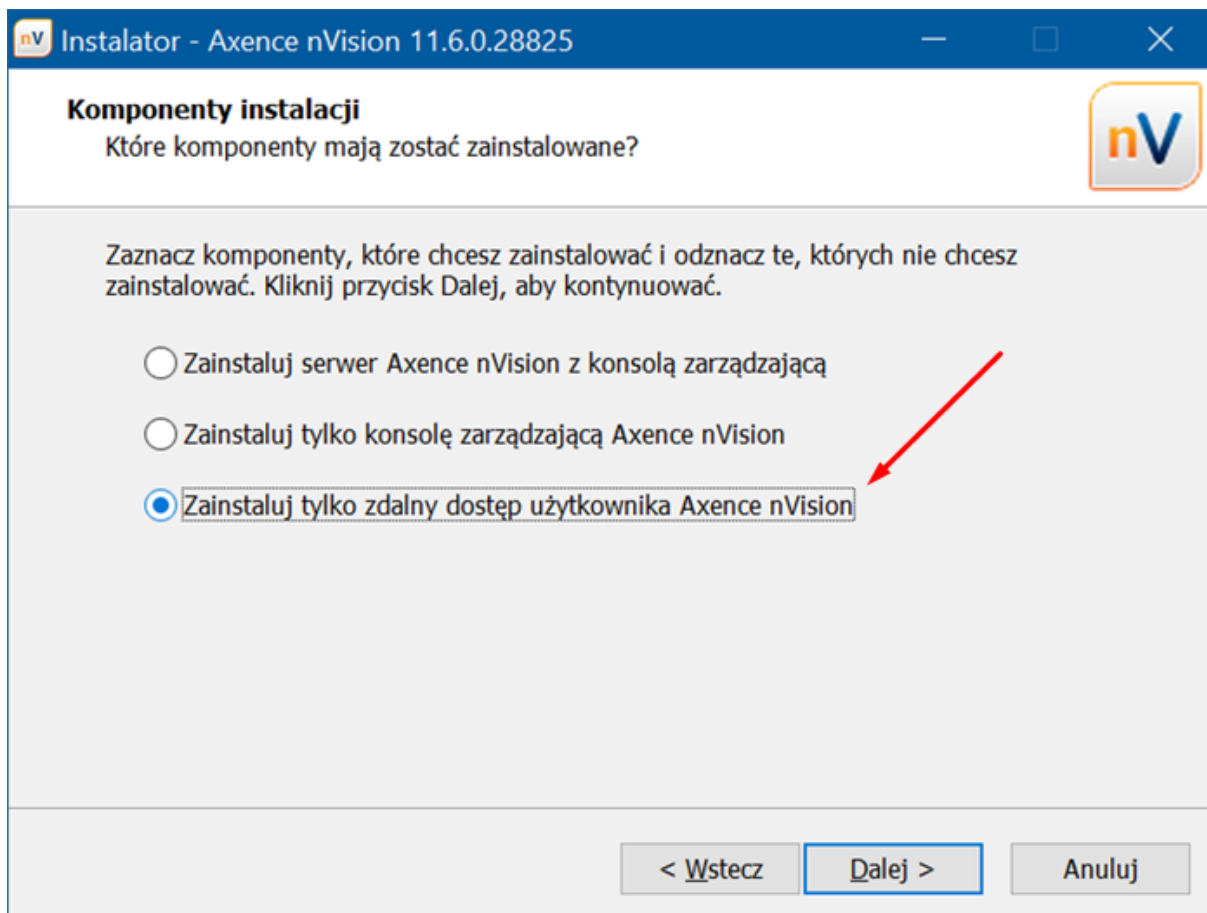 nV Instalator - Axence nVision 11.6.0.28825
Komponenty instalacji
Które komponenty mają zostać zainstalowane?
nV
Zaznacz komponenty, które chcesz zainstalować i odznacz te, których nie chcesz
zainstalować. Kliknij przycisk Dalej, aby kontynuować.
Zainstaluj serwer Axence nVision z konsolą zarządzającą
Zainstaluj tylko konsolę zarządzającą Axence nVision
Zainstaluj tylko zdalny dostęp użytkownika Axence nVision
< Wstecz
Dalej >
Anuluj